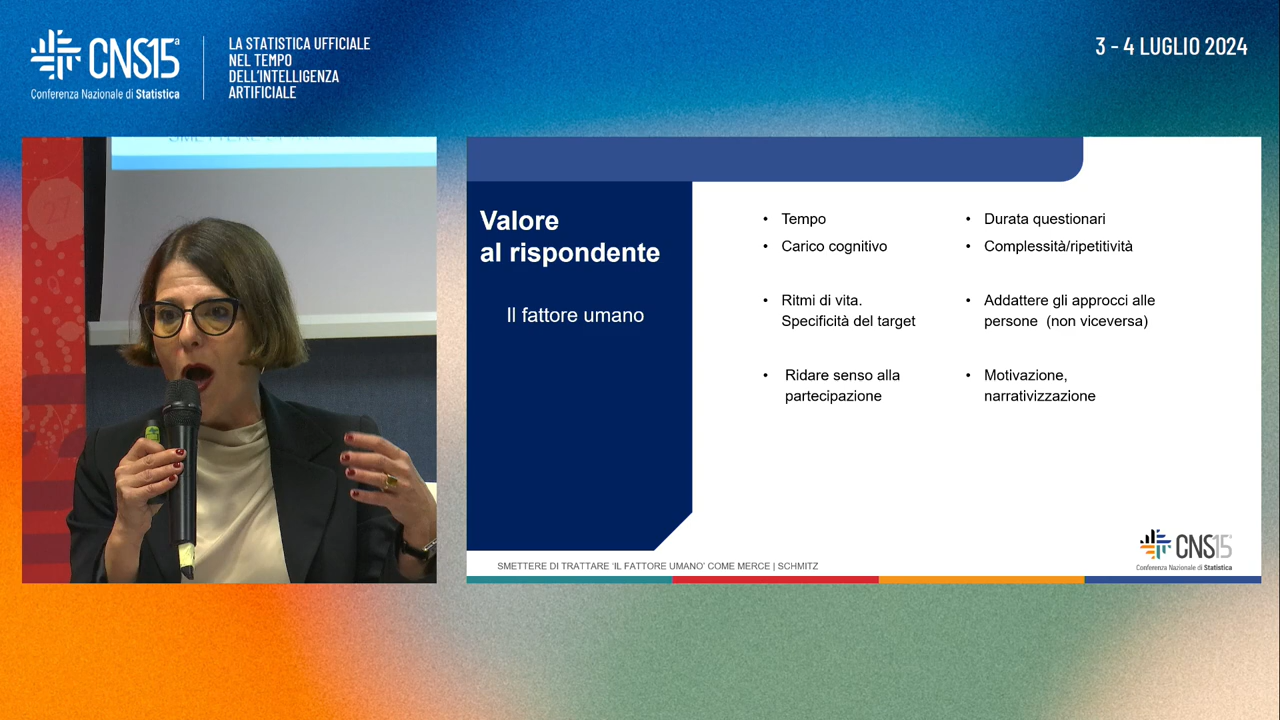 CNS15ª
Conferenza Nazionale di Statistica
LA STATISTICA UFFICIALE
NEL TEMPO
DELL'INTELLIGENZA
ARTIFICIALE
3 - 4 LUGLIO 2024
27
Valore
al rispondente
Il fattore umano
• Tempo
• Carico cognitivo
• Ritmi di vita.
Specificità del target
• Ridare senso alla
partecipazione
• Durata questionari
• Complessità/ripetitività
• Addattere gli approcci alle
persone (non viceversa)
• Motivazione,
narrativizzazione
SMETTERE DI TRATTARE 'IL FATTORE UMANO' COME MERCE | SCHMITZ
CNS15ª
Conferenza Nazionale di Statistica